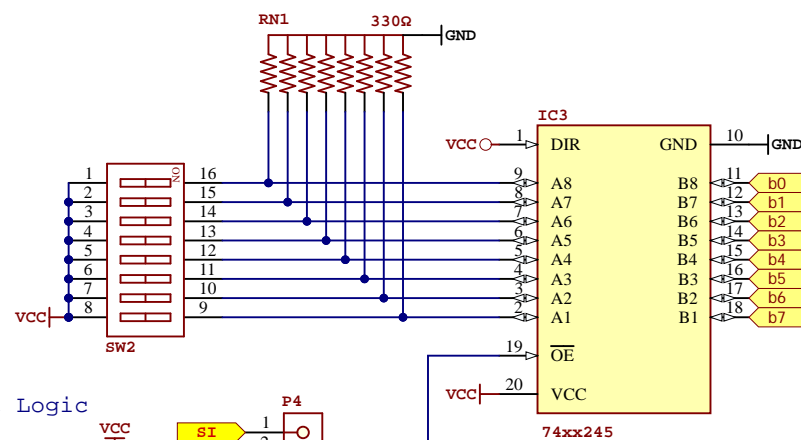 RN1 330Ω
GND
IC3
VCC 1 DIR GND 10 GND
1 ON 16 9 A8 B8 11 b0
2 15 8 A7 B7 12 b1
3 14 7 A6 B6 13 b2
4 13 6 A5 B5 14 b3
5 12 5 A4 B4 15 b4
6 11 4 A3 B3 16 b5
7 10 3 A2 B2 17 b6
VCC 8 9 2 A1 B1 18 b7
SW2
19 OE
VCC 20 VCC
Logic
P4
VCC
SI 1
2
74xx245